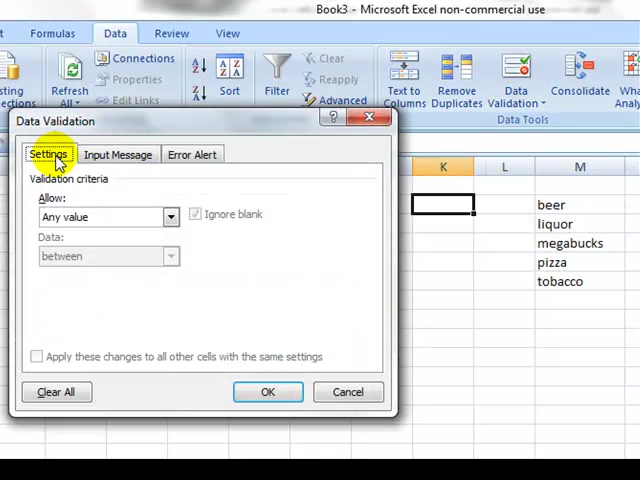 Book3 - Microsoft Excel non-commercial use
Formulas Data Review View
Connections
Properties
Edit Links
Refresh All
Sort
Filter
Clear
Reapply
Advanced
Text to Columns
Remove Duplicates
Data Validation
Consolidate
Data Tools
Data Validation
?
Settings Input Message Error Alert
Validation criteria
Allow:
Any value
Ignore blank
Data:
between
Apply these changes to all other cells with the same settings
Clear All OK Cancel
K L M
beer
liquor
megabucks
pizza
tobacco